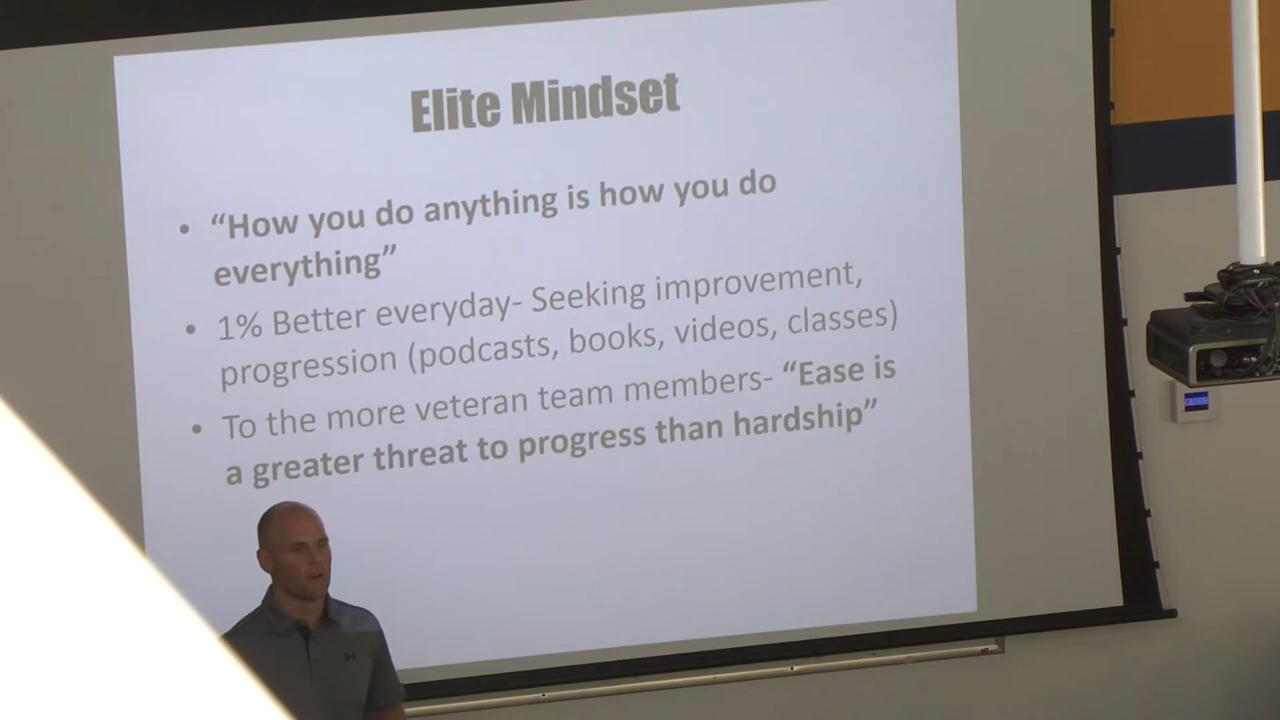 Elite Mindset
• “How you do anything is how you do
everything”
• 1% Better everyday- Seeking improvement,
progression (podcasts, books, videos, classes)
• To the more veteran team members- “Ease is
a greater threat to progress than hardship”